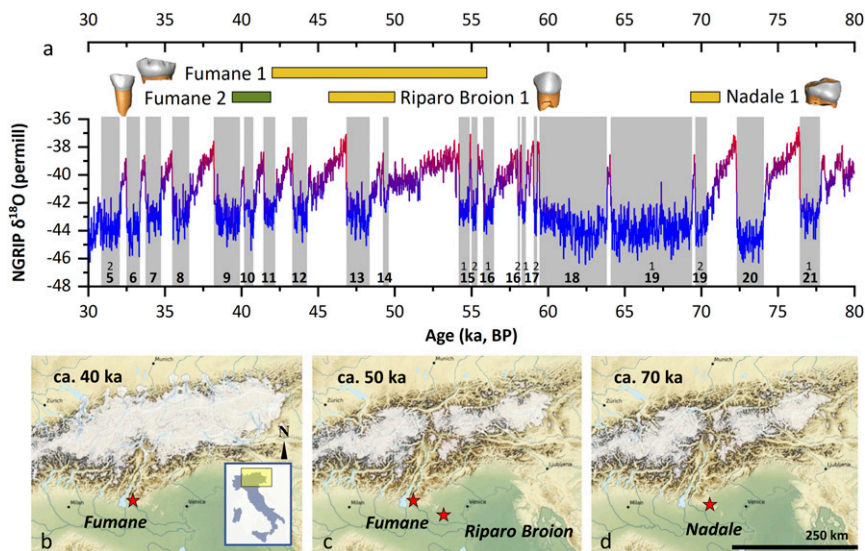 30 35 40 45 50 55 60 65 70 75 80
a
Fumane 1
Fumane 2
Riparo Broion 1
Nadale 1
NGRIP δ18O (permill)
-36
-38
-40
-42
-44
-46
-48
2 1 2 1 2 1 2 1 2 1
5 6 7 8 9 10 11 12 13 14 15 16 16 17 18 19 19 20 21
30 35 40 45 50 55 60 65 70 75 80
Age (ka, BP)
ca. 40 ka
Munich
Zürich
N
Milan
Venice
Fumane
b
ca. 50 ka
Munich
Zürich
Ljubljana
Milan
Venice
Fumane
Riparo Broion
c
ca. 70 ka
Munich
Zürich
Ljubljana
Milan
Venice
Nadale
d
250 km